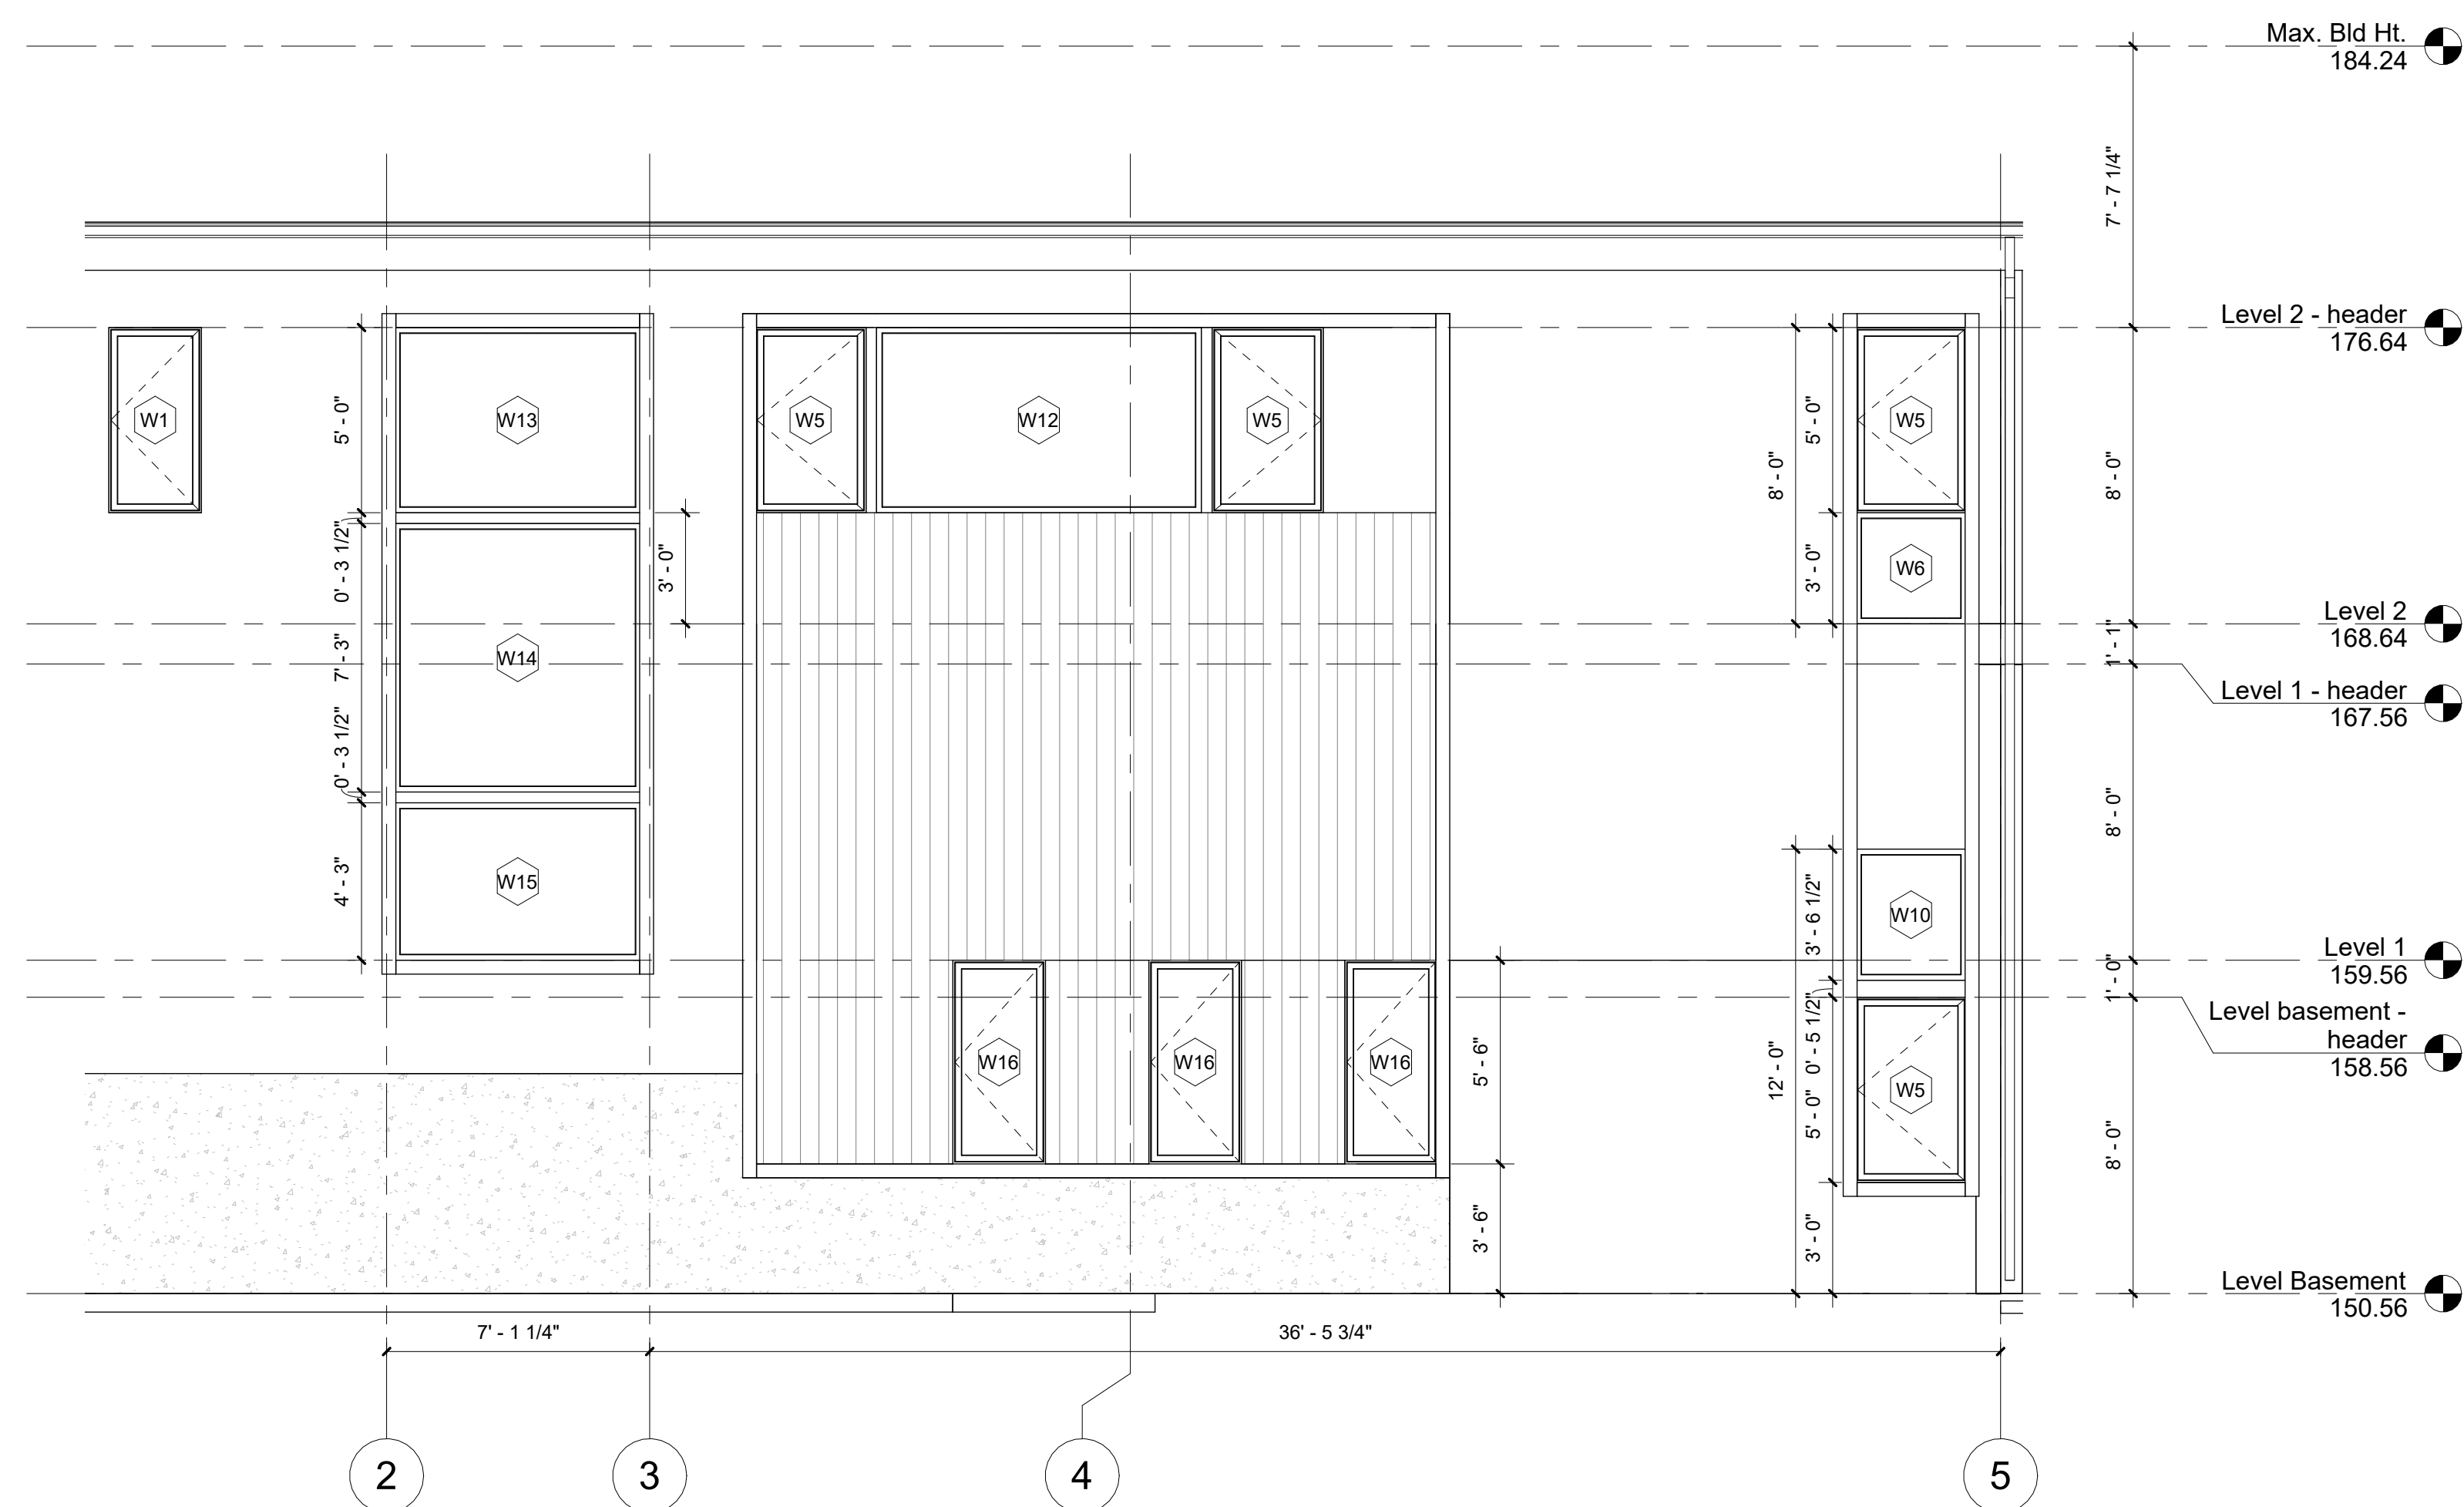 Max. Bld Ht.
184.24
7' - 7 1/4"
Level 2 - header
176.64
W1
W13
W5
W12
W5
W5
5' - 0"
5' - 0"
8' - 0"
8' - 0"
0' - 3 1/2"
3' - 0"
3' - 0"
W6
Level 2
168.64
7' - 3"
W14
1' - 1"
Level 1 - header
167.56
0' - 3 1/2"
8' - 0"
4' - 3"
W15
3' - 6 1/2"
W10
Level 1
159.56
1' - 0"
Level basement -
header
158.56
0' - 5 1/2"
W16
W16
W16
5' - 6"
12' - 0"
5' - 0"
W5
8' - 0"
3' - 6"
3' - 0"
Level Basement
150.56
7' - 1 1/4"
36' - 5 3/4"
2
3
4
5